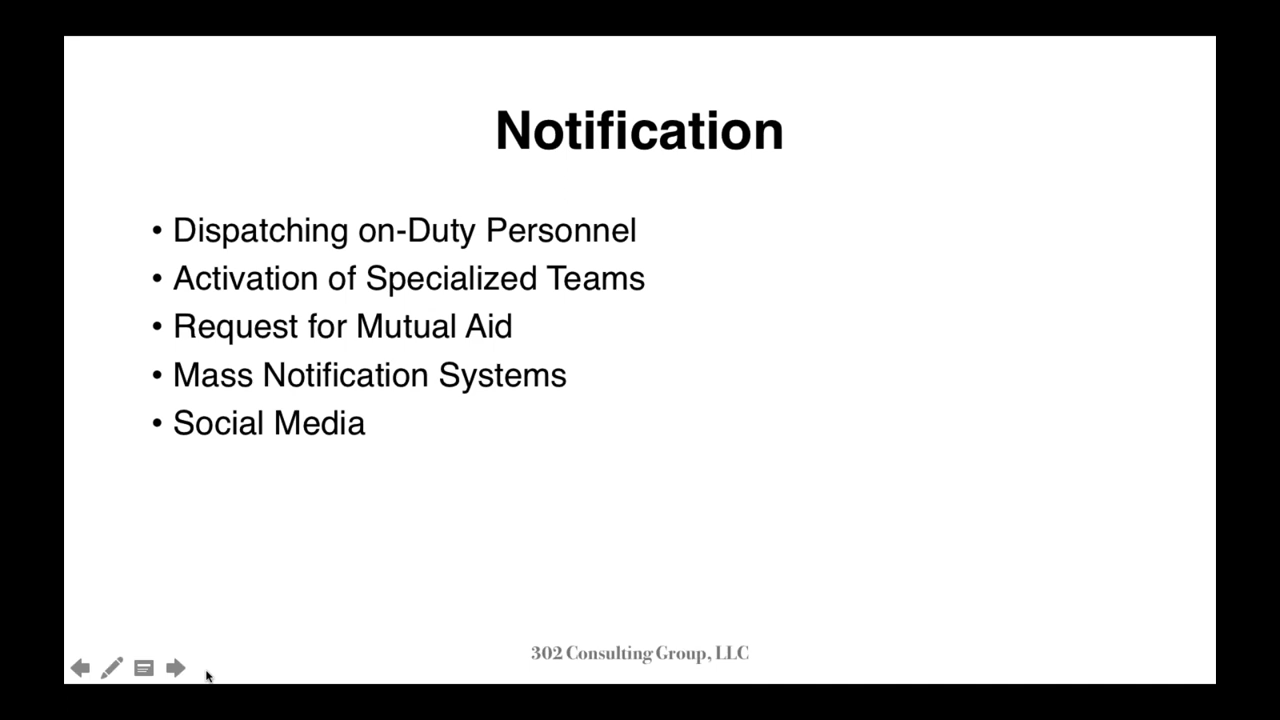 Notification
• Dispatching on-Duty Personnel
• Activation of Specialized Teams
• Request for Mutual Aid
• Mass Notification Systems
• Social Media
302 Consulting Group, LLC